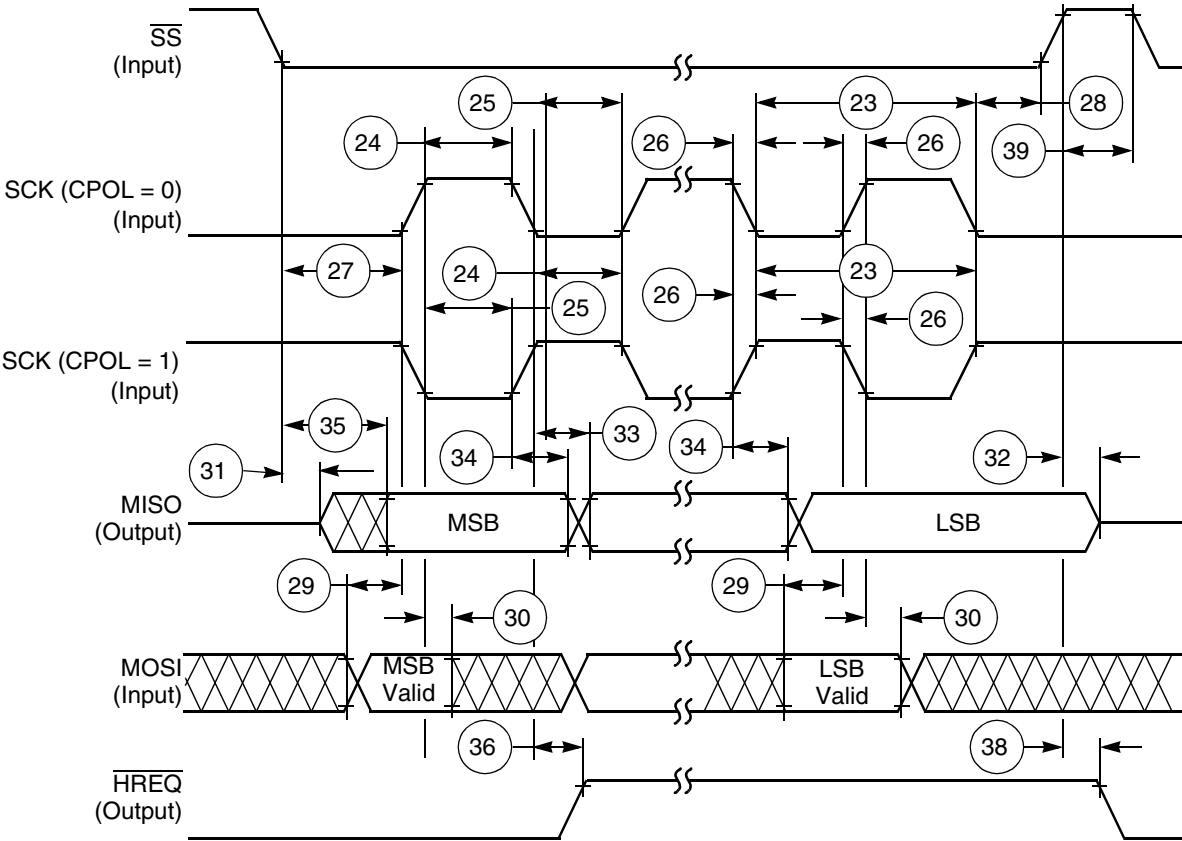 SS
(Input)
25
23
28
24
26
26
39
SCK (CPOL = 0)
(Input)
27
24
23
26
25
26
SCK (CPOL = 1)
(Input)
35
33
34
34
31
32
MISO
(Output)
MSB
LSB
29
29
30
30
MOSI
(Input)
MSB
Valid
LSB
Valid
36
38
HREQ
(Output)